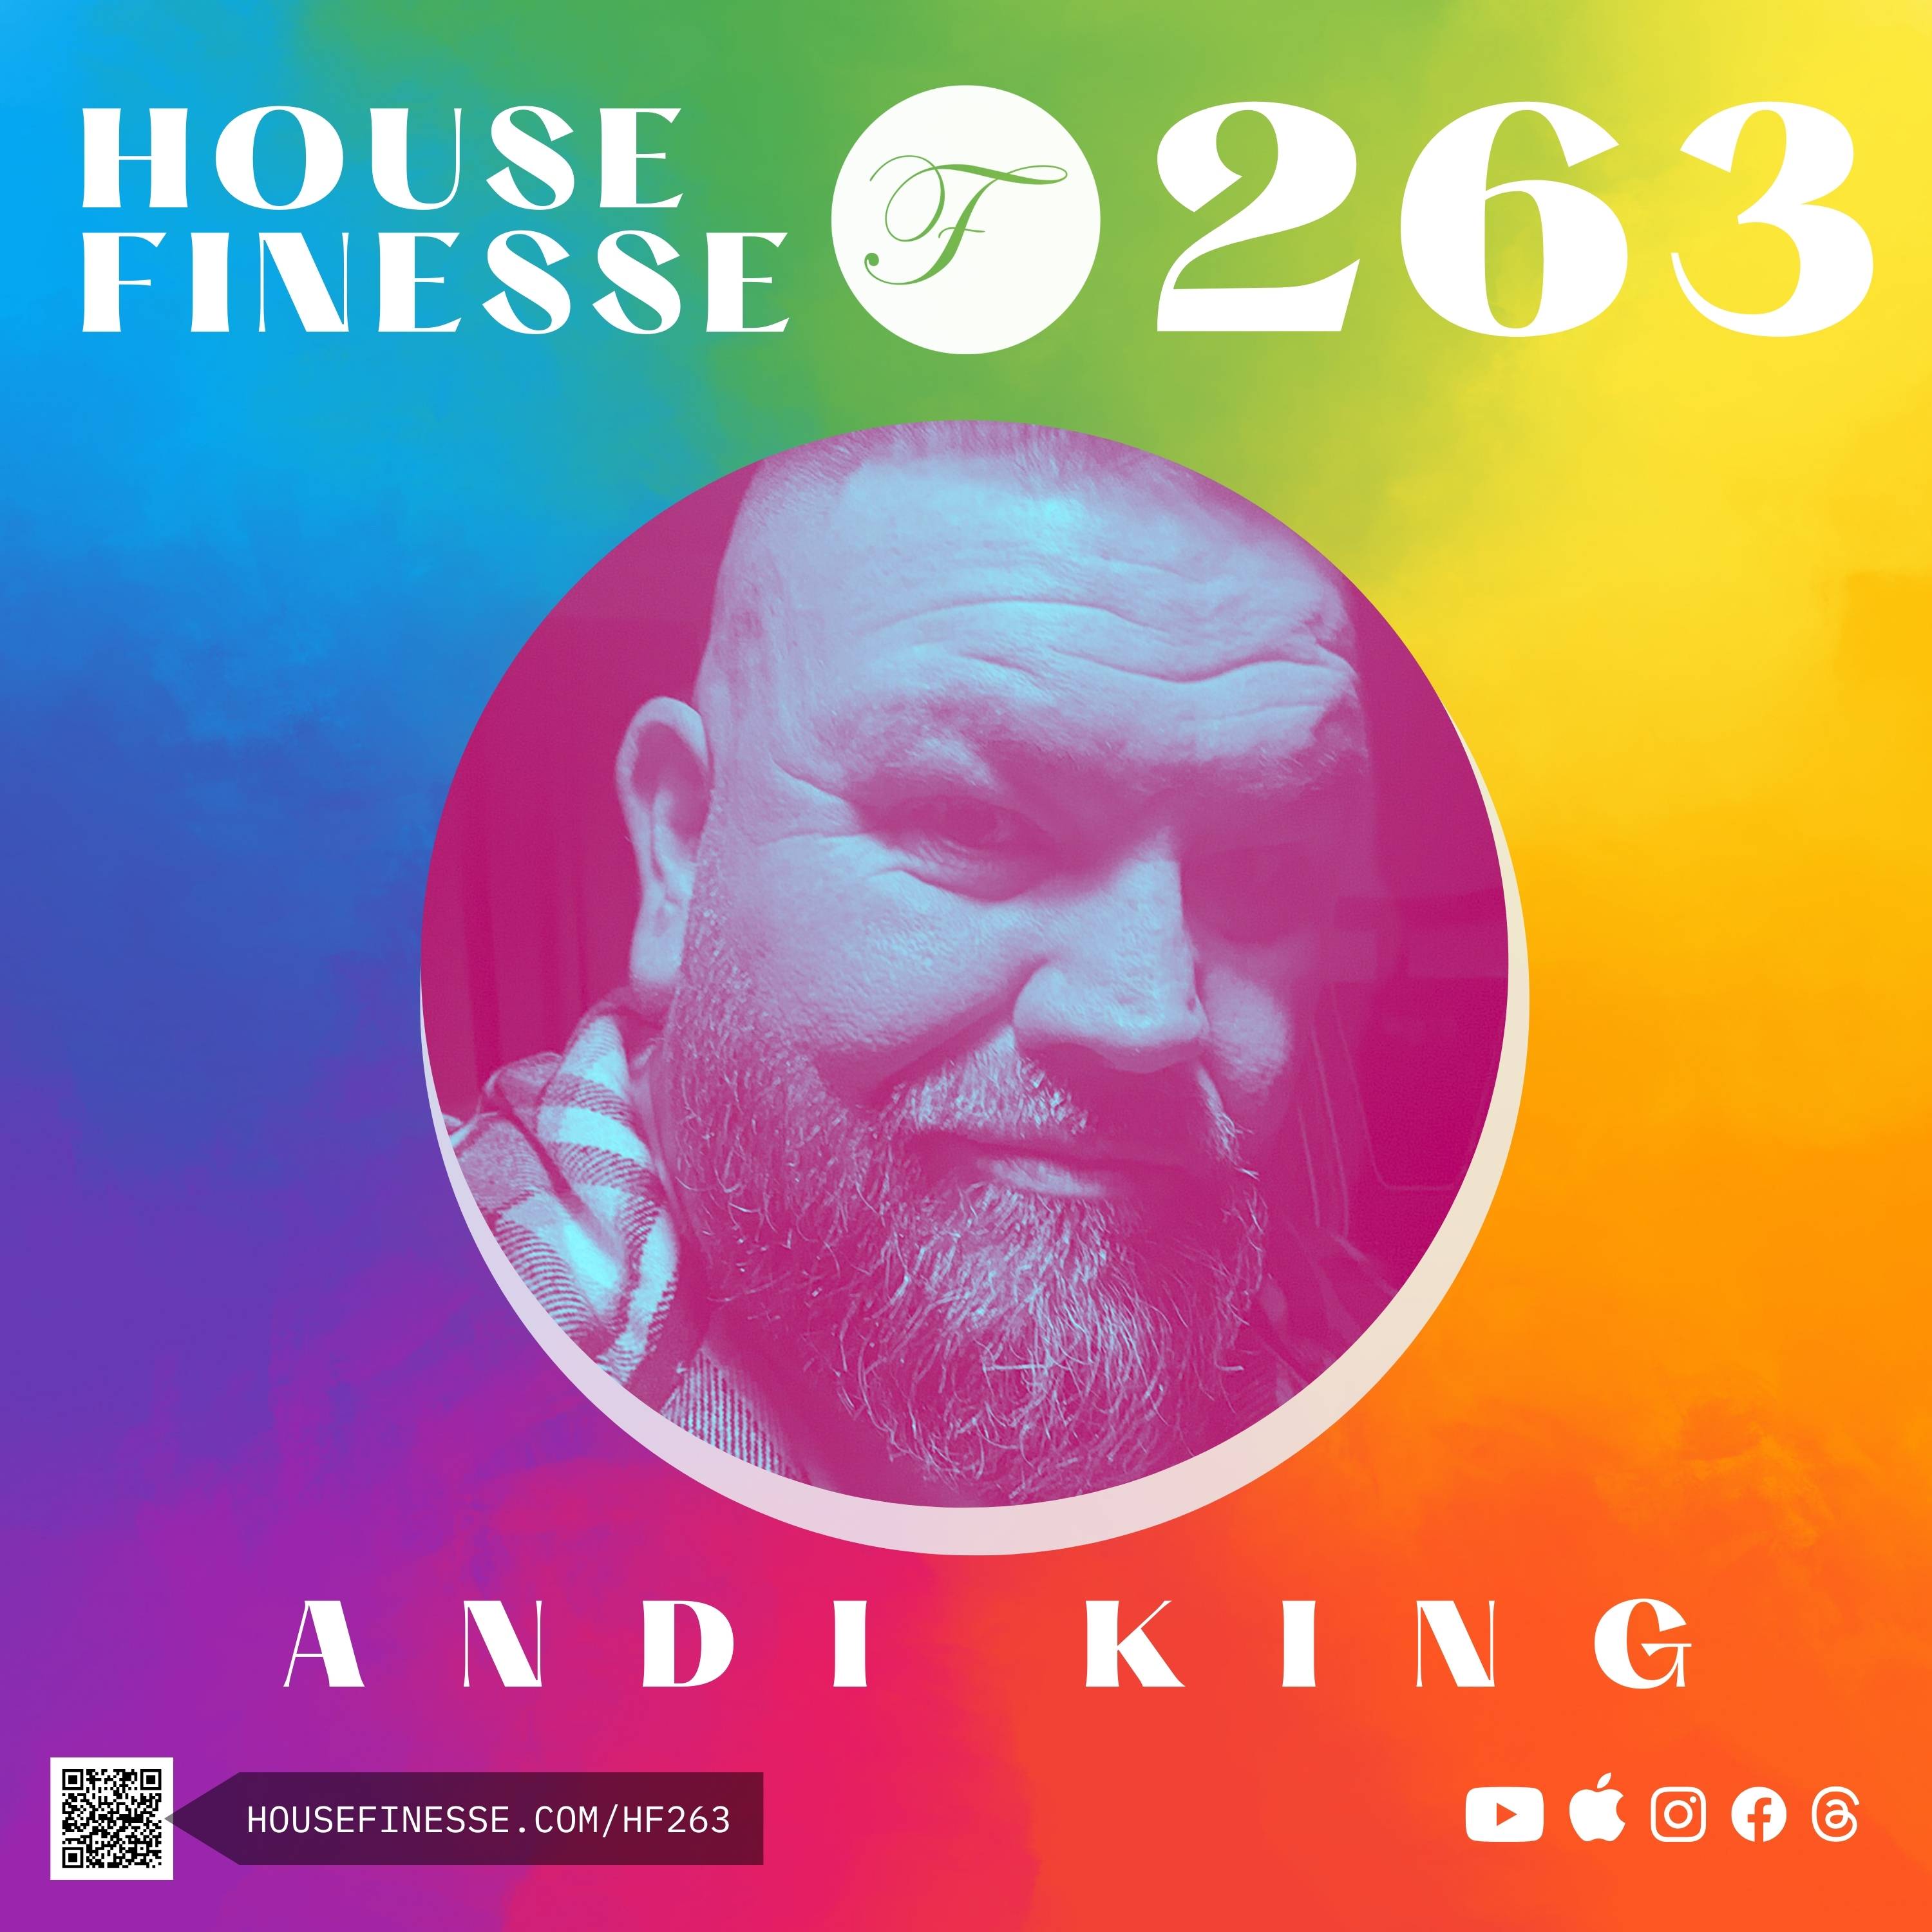 HOUSE
FINESSE
F
263
ANDI KING
HOUSEFINESSE.COM/HF263